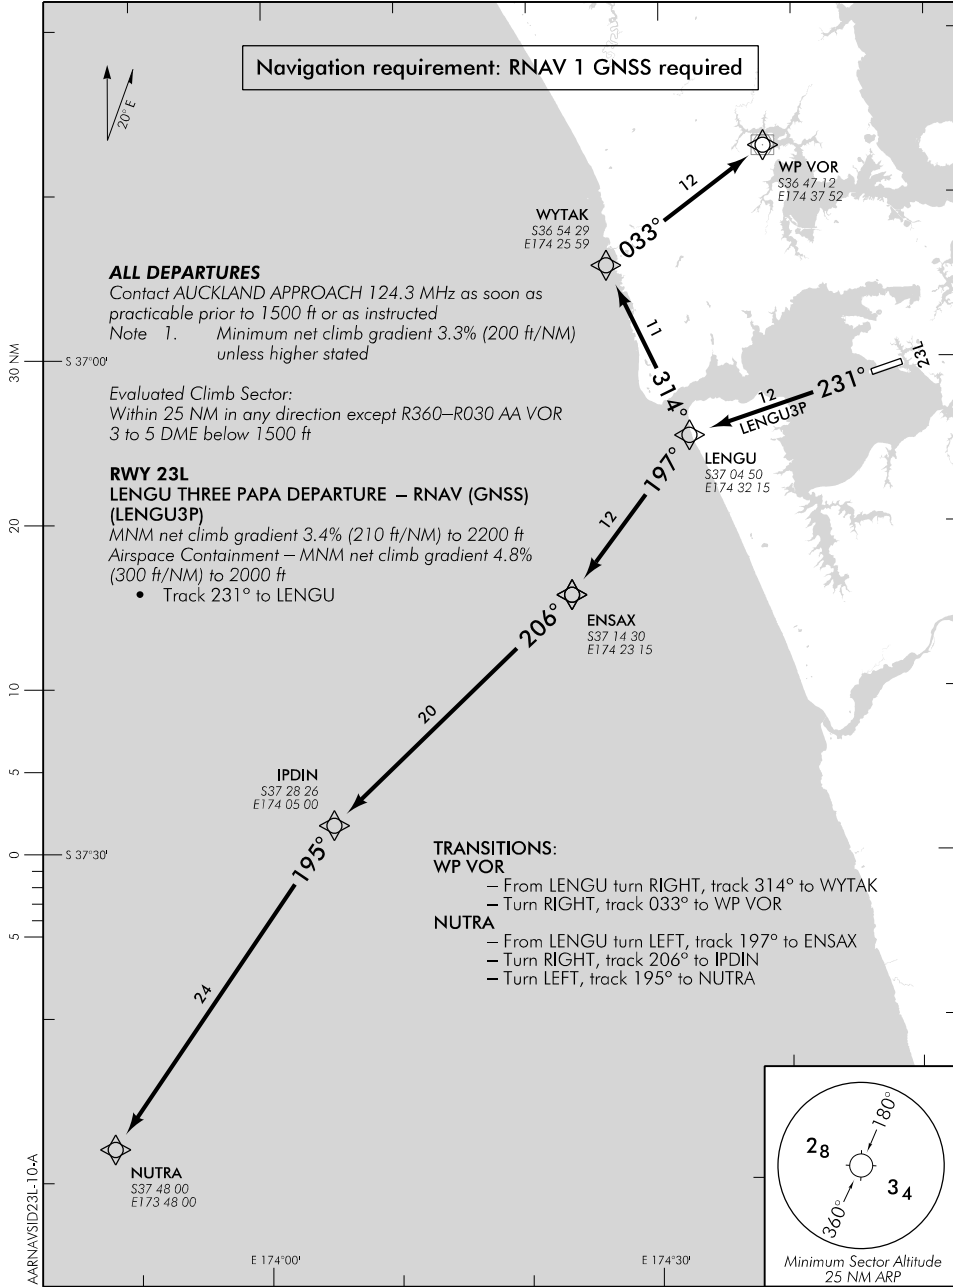 Navigation requirement: RNAV 1 GNSS required
20° E
12
WP VOR
S36 47 12
E174 37 52
WYTAK
S36 54 29
E174 25 59
033°
ALL DEPARTURES
Contact AUCKLAND APPROACH 124.3 MHz as soon as
practicable prior to 1500 ft or as instructed
Note 1. Minimum net climb gradient 3.3% (200 ft/NM)
unless higher stated
11
314°
23L
231°
12
LENGU3P
30 NM
S 37°00'
Evaluated Climb Sector:
Within 25 NM in any direction except R360–R030 AA VOR
3 to 5 DME below 1500 ft
LENGU
S37 04 50
E174 32 15
197°
RWY 23L
LENGU THREE PAPA DEPARTURE – RNAV (GNSS)
(LENGU3P)
MNM net climb gradient 3.4% (210 ft/NM) to 2200 ft
Airspace Containment – MNM net climb gradient 4.8%
(300 ft/NM) to 2000 ft
• Track 231° to LENGU
20
12
ENSAX
S37 14 30
E174 23 15
206°
10
20
5
IPDIN
S37 28 26
E174 05 00
0
S 37°30'
195°
TRANSITIONS:
WP VOR
– From LENGU turn RIGHT, track 314° to WYTAK
– Turn RIGHT, track 033° to WP VOR
NUTRA
– From LENGU turn LEFT, track 197° to ENSAX
– Turn RIGHT, track 206° to IPDIN
– Turn LEFT, track 195° to NUTRA
5
24
NUTRA
S37 48 00
E173 48 00
180°
28
34
360°
Minimum Sector Altitude
25 NM ARP
E 174°00'
E 174°30'
AARNAVSID23L-10-A